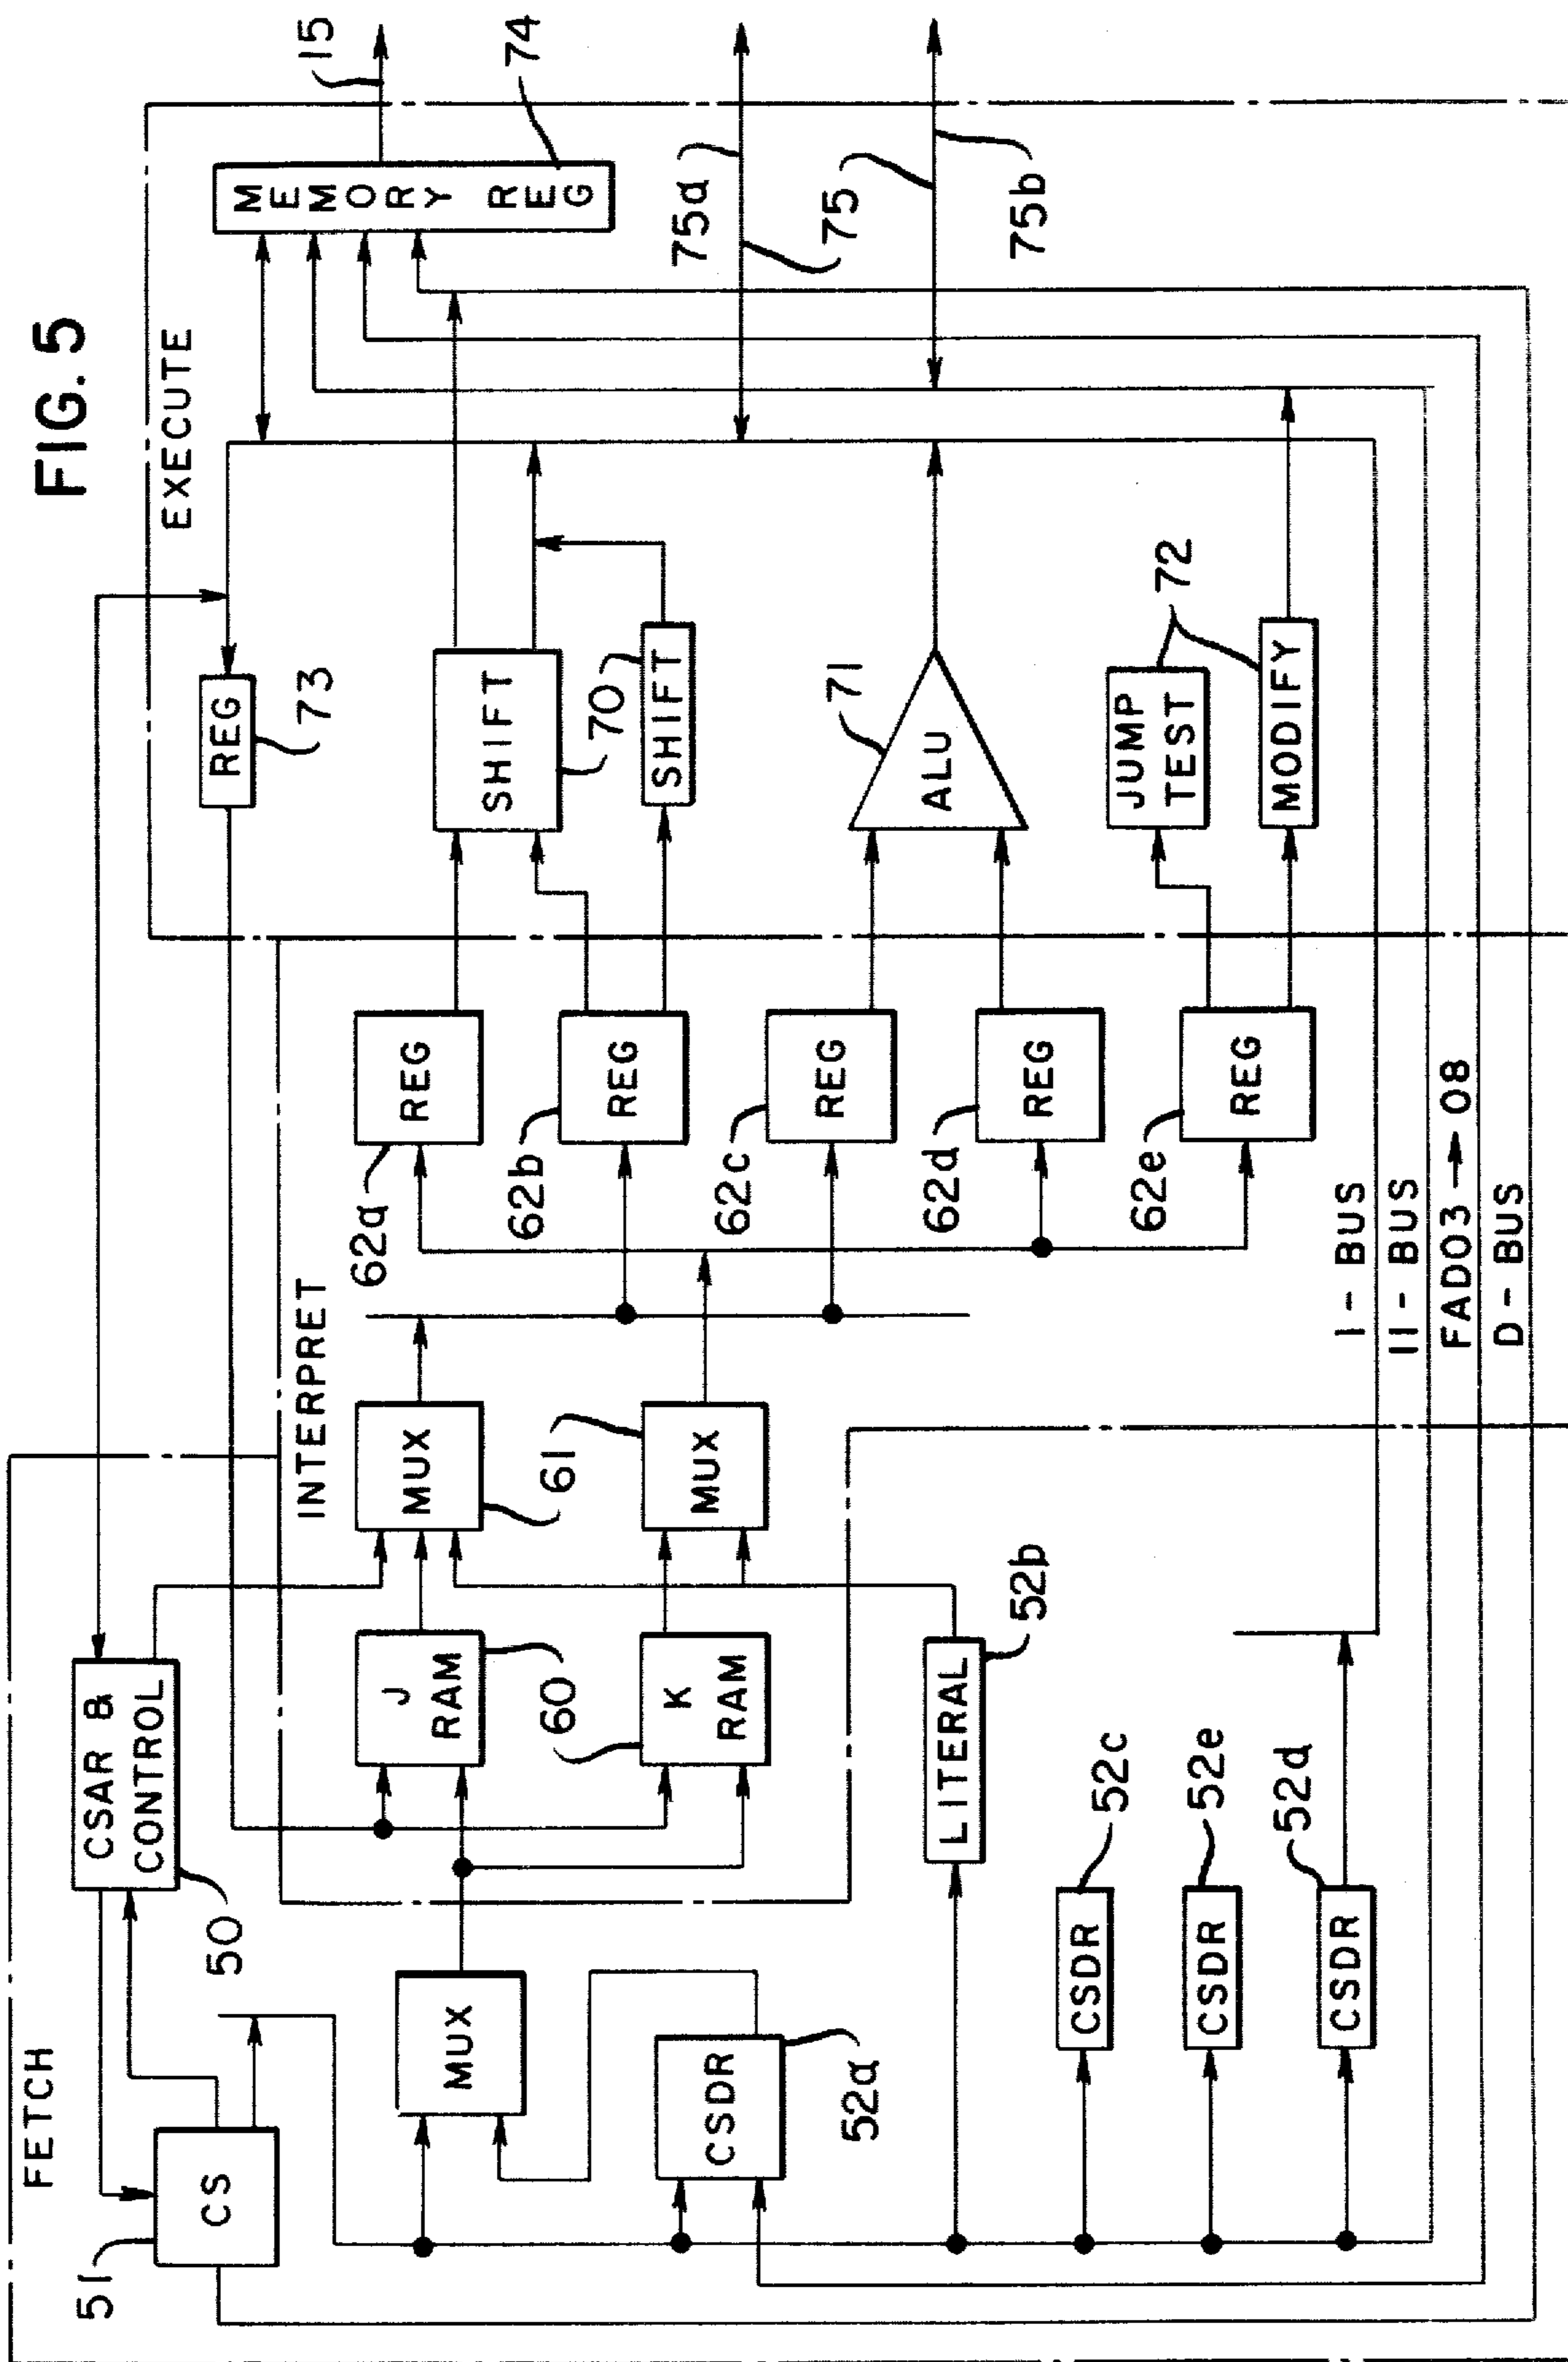 FIG. 5
FETCH
51
CS
CSAR &
CONTROL
50
MUX
CSDR
52a
LITERAL
52b
CSDR
52c
CSDR
52e
CSDR
52d
INTERPRET
J
RAM
60
K
RAM
MUX
61
MUX
62a
REG
62b
REG
62c
REG
62d
REG
62e
REG
I - BUS
II - BUS
FAD03 → 08
D - BUS
EXECUTE
REG
73
SHIFT
70
SHIFT
71
ALU
JUMP
TEST
72
MODIFY
MEMORY REG
15
74
75a
75
75b